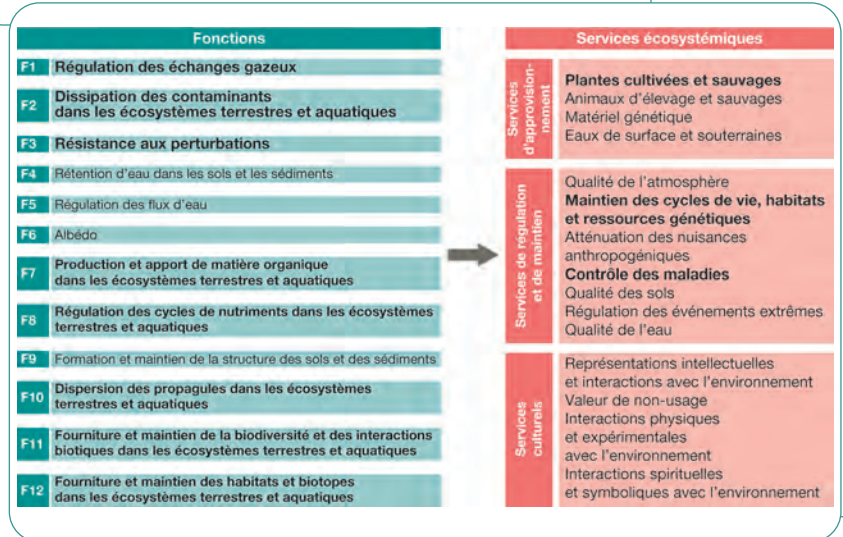 Fonctions
F1 Régulation des échanges gazeux
F2 Dissipation des contaminants
dans les écosystèmes terrestres et aquatiques
F3 Résistance aux perturbations
F4 Rétention d'eau dans les sols et les sédiments
F5 Régulation des flux d'eau
F6 Albédo
F7 Production et apport de matière organique
dans les écosystèmes terrestres et aquatiques
F8 Régulation des cycles de nutriments dans les écosystèmes
terrestres et aquatiques
F9 Formation et maintien de la structure des sols et des sédiments
F10 Dispersion des propagules dans les écosystèmes
terrestres et aquatiques
F11 Fourniture et maintien de la biodiversité et des interactions
biotiques dans les écosystèmes terrestres et aquatiques
F12 Fourniture et maintien des habitats et biotopes
dans les écosystèmes terrestres et aquatiques
Services écosystémiques
Services
d'approvision-
nement
Plantes cultivées et sauvages
Animaux d'élevage et sauvages
Matériel génétique
Eaux de surface et souterraines
Services de régulation
et de maintien
Qualité de l'atmosphère
Maintien des cycles de vie, habitats
et ressources génétiques
Atténuation des nuisances
anthropogéniques
Contrôle des maladies
Qualité des sols
Régulation des événements extrêmes
Qualité de l'eau
Services
culturels
Représentations intellectuelles
et interactions avec l'environnement
Valeur de non-usage
Interactions physiques
et expérimentales
avec l'environnement
Interactions spirituelles
et symboliques avec l'environnement